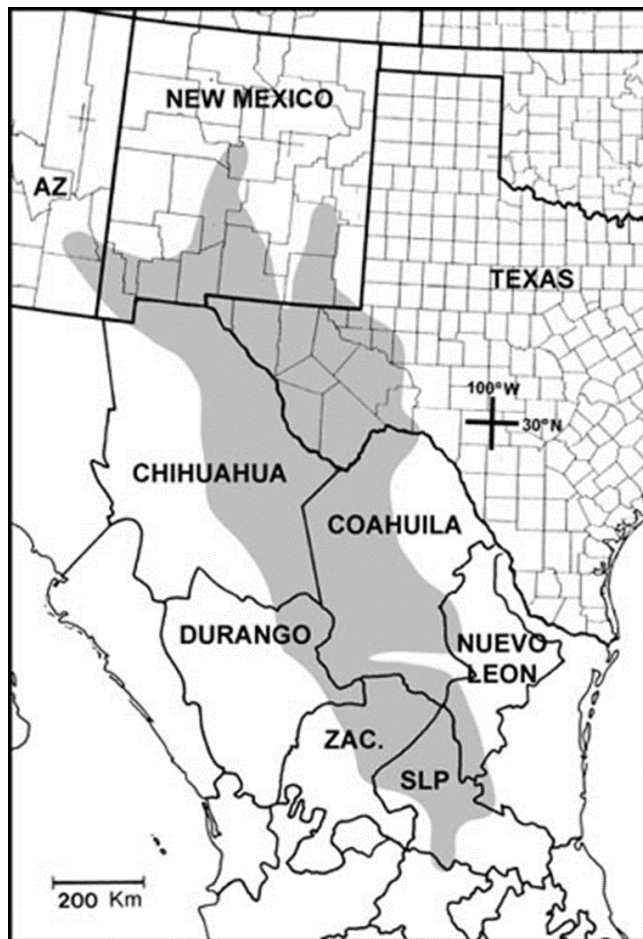 NEW MEXICO
AZ
TEXAS
100° W
30° N
CHIHUAHUA
COAHUILA
DURANGO
NUEVO
LEON
ZAC.
SLP
200 Km